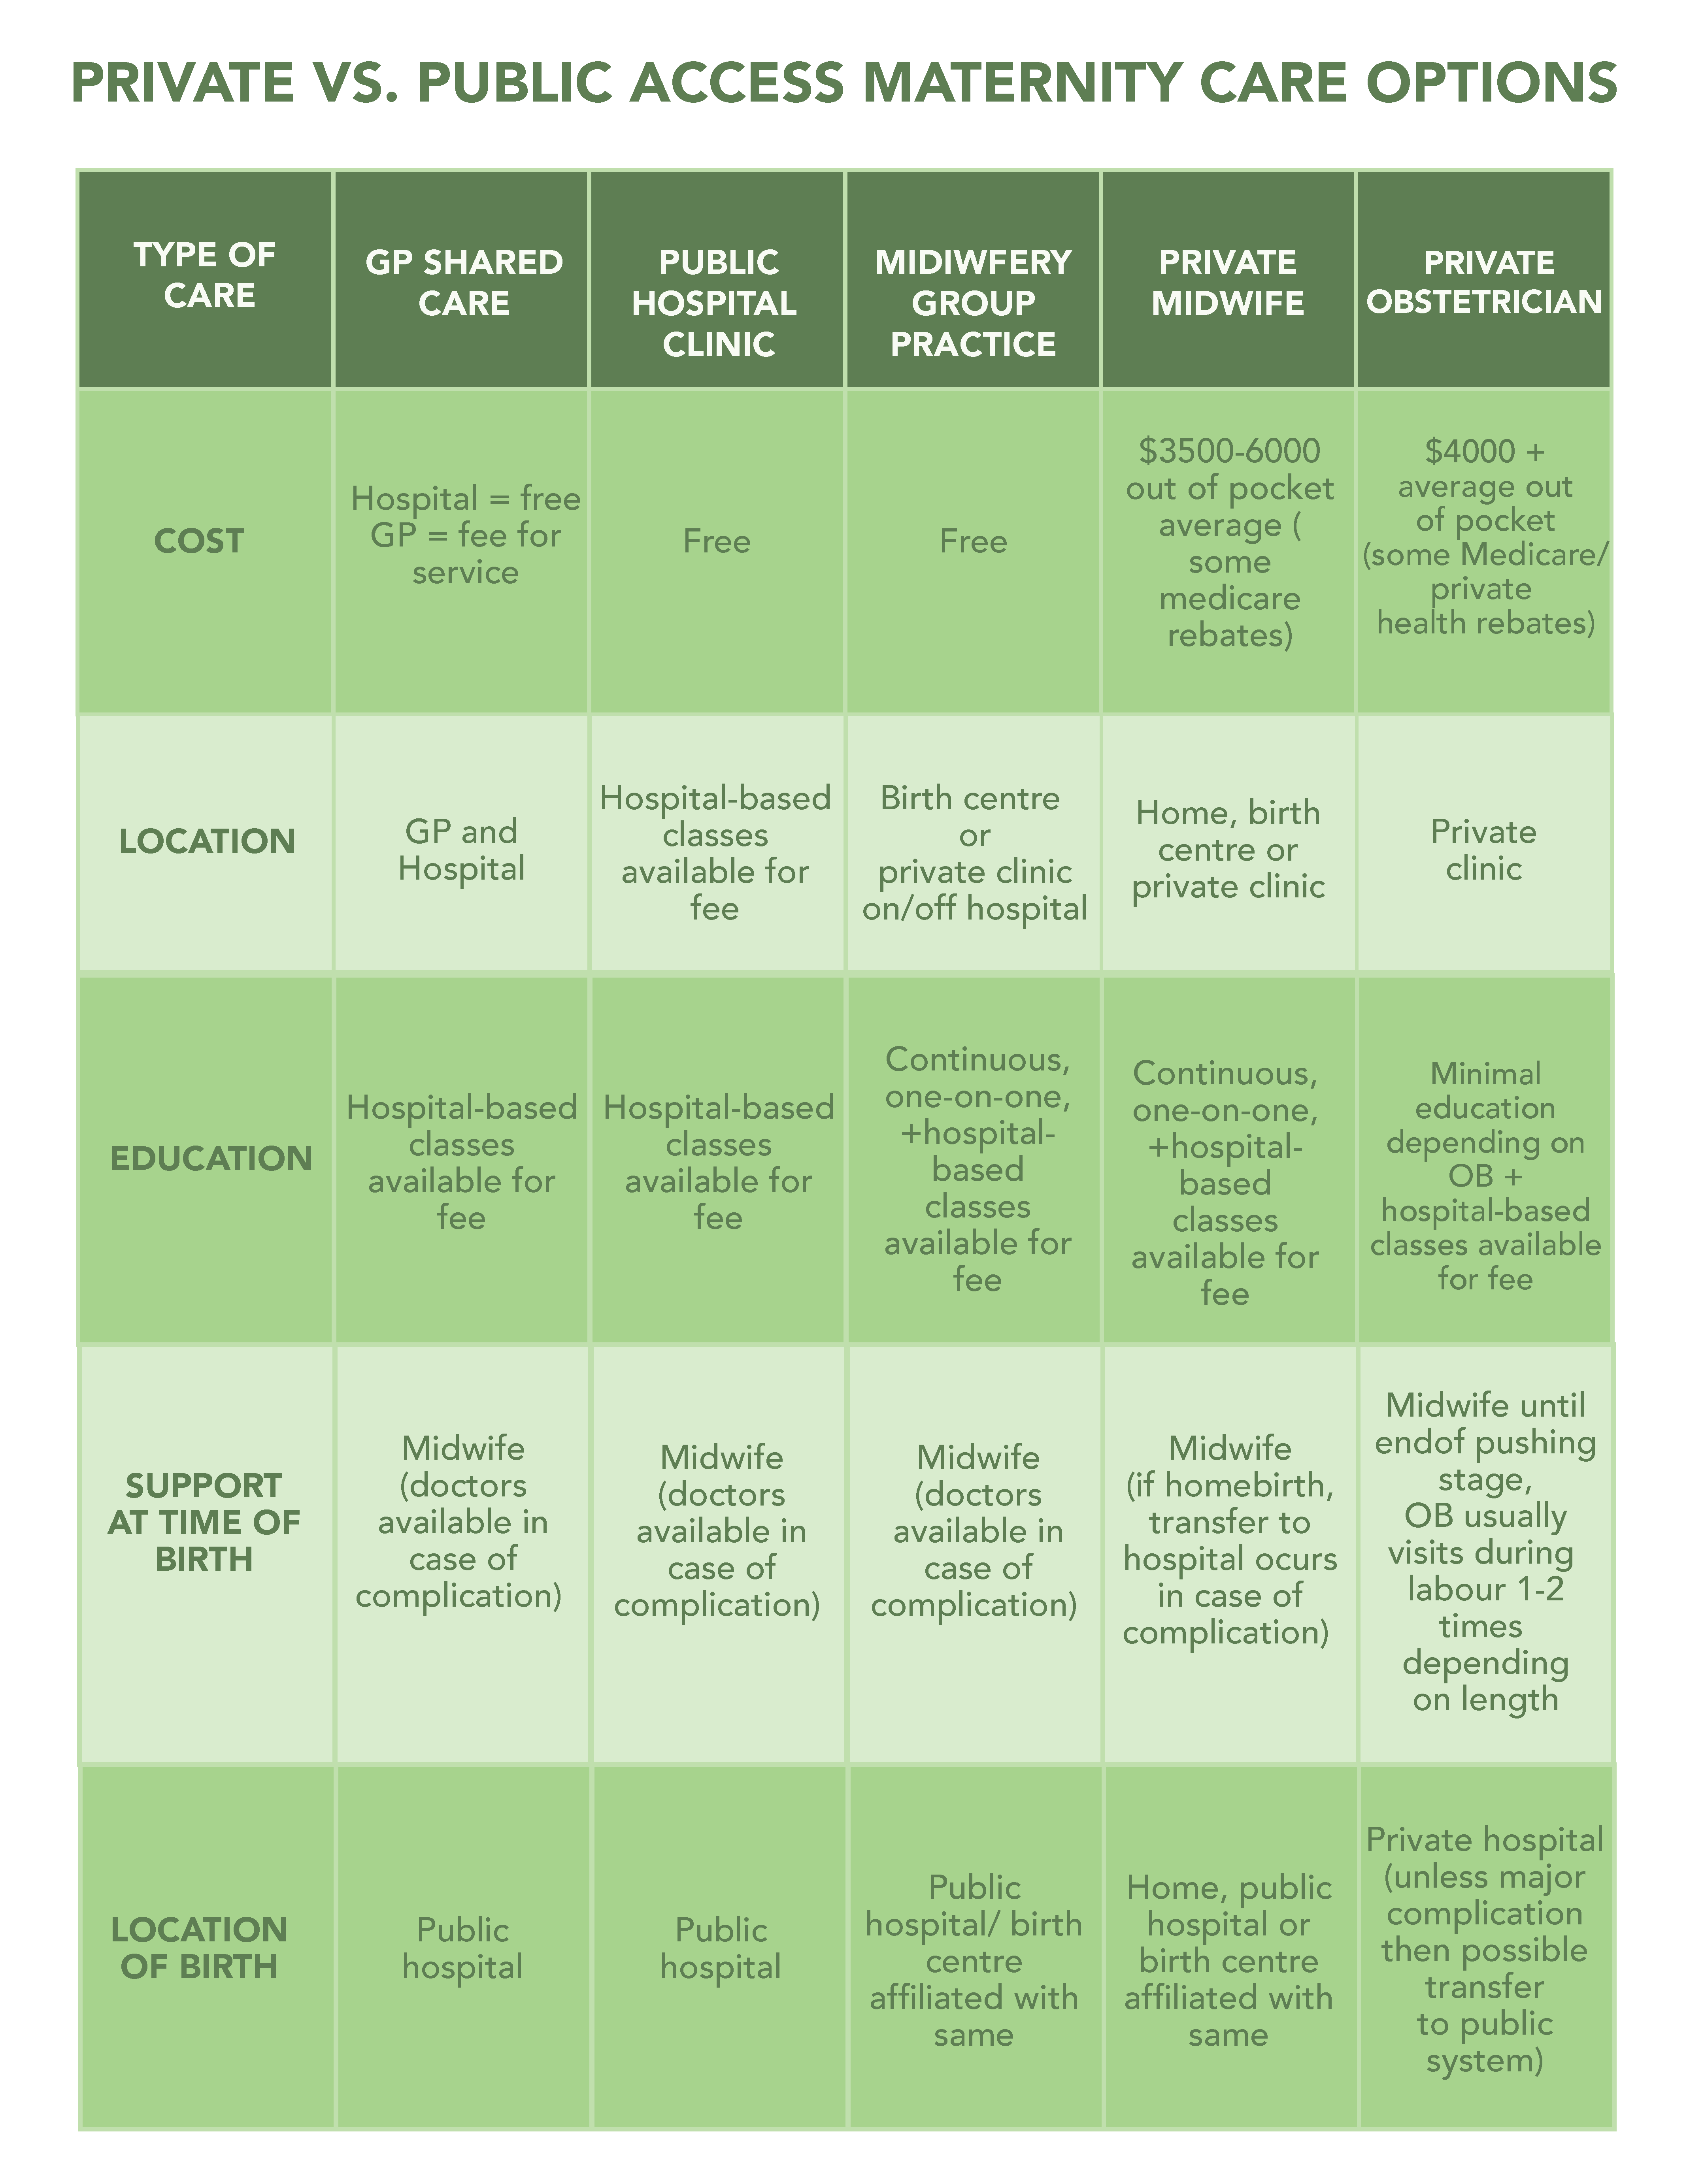 PRIVATE VS. PUBLIC ACCESS MATERNITY CARE OPTIONS
TYPE OF
CARE
GP SHARED
CARE
PUBLIC
HOSPITAL
CLINIC
MIDIWFERY
GROUP
PRACTICE
PRIVATE
MIDWIFE
PRIVATE
OBSTETRICIAN
COST
Hospital = free
GP = fee for
service
Free
Free
$3500-6000
out of pocket
average (
some
medicare
rebates)
$4000 +
average out
of pocket
(some Medicare/
private
health rebates)
LOCATION
GP and
Hospital
Hospital-based
classes
available for
fee
Birth centre
or
private clinic
on/off hospital
Home, birth
centre or
private clinic
Private
clinic
EDUCATION
Hospital-based
classes
available for
fee
Hospital-based
classes
available for
fee
Continuous,
one-on-one,
+hospital-
based
classes
available for
fee
Continuous,
one-on-one,
+hospital-
based
classes
available for
fee
Minimal
education
depending on
OB +
hospital-based
classes available
for fee
SUPPORT
AT TIME OF
BIRTH
Midwife
(doctors
available in
case of
complication)
Midwife
(doctors
available in
case of
complication)
Midwife
(doctors
available in
case of
complication)
Midwife
(if homebirth,
transfer to
hospital ocurs
in case of
complication)
Midwife until
endof pushing
stage,
OB usually
visits during
labour 1-2
times
depending
on length
LOCATION
OF BIRTH
Public
hospital
Public
hospital
Public
hospital/ birth
centre
affiliated with
same
Home, public
hospital or
birth centre
affiliated with
same
Private hospital
(unless major
complication
then possible
transfer
to public
system)